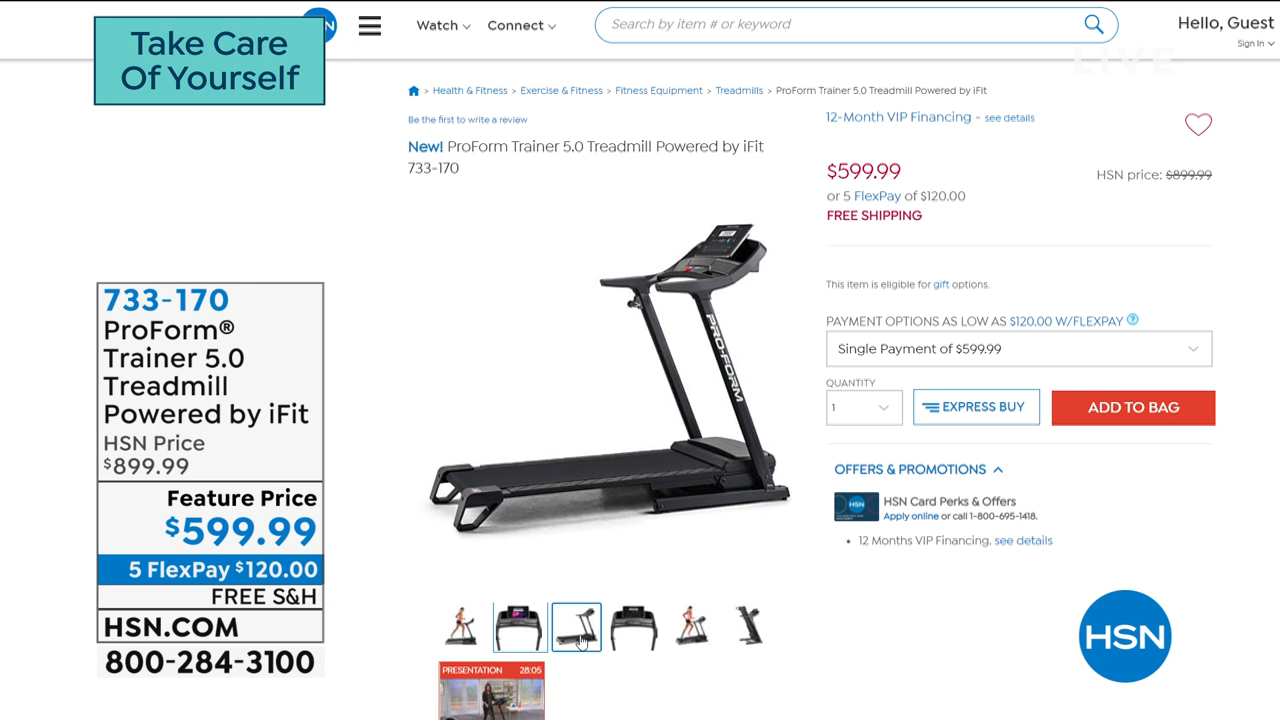 Take Care
Of Yourself
N
Watch
Connect
Search by item # or keyword
Hello, Guest
Sign In
LIVE
> Health & Fitness > Exercise & Fitness > Fitness Equipment > Treadmills > ProForm Trainer 5.0 Treadmill Powered by iFit
Be the first to write a review
New! ProForm Trainer 5.0 Treadmill Powered by iFit
733-170
12-Month VIP Financing - see details
$599.99
HSN price: $899.99
or 5 FlexPay of $120.00
FREE SHIPPING
This item is eligible for gift options.
PAYMENT OPTIONS AS LOW AS $120.00 W/FLEXPAY ?
Single Payment of $599.99
QUANTITY
1
EXPRESS BUY
ADD TO BAG
OFFERS & PROMOTIONS
HSN
HSN Card Perks & Offers
Apply online or call 1-800-695-1418.
• 12 Months VIP Financing. see details
PRO-FORM
733-170
ProForm®
Trainer 5.0
Treadmill
Powered by iFit
HSN Price
$899.99
Feature Price
$599.99
5 FlexPay $120.00
FREE S&H
HSN.COM
800-284-3100
PRESENTATION 28:05
HSN